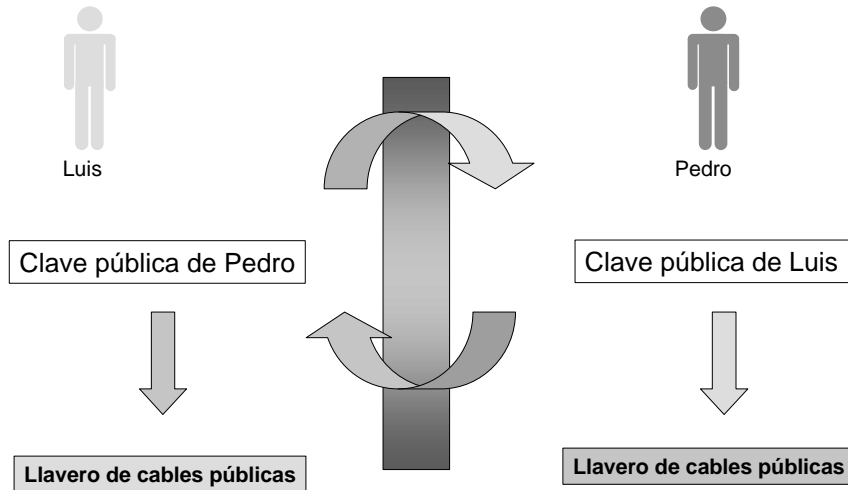 Luis
Pedro
Clave pública de Pedro
Clave pública de Luis
Llavero de cables públicas
Llavero de cables públicas